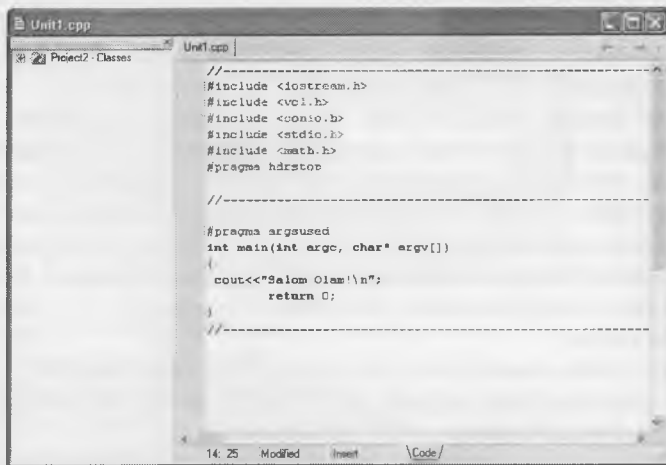 Unit1.cpp
Project2 - Classes
Unit1.cpp
//------------------------------------------------------------
#include <iostream.h>
#include <vcl.h>
#include <conio.h>
#include <stdio.h>
#include <math.h>
#pragma hdrstop
//------------------------------------------------------------
#pragma argsused
int main(int argc, char* argv[])
{
cout<<"Salom Olam!\n";
return 0;
}
//------------------------------------------------------------
14: 25 Modified Insert \Code/